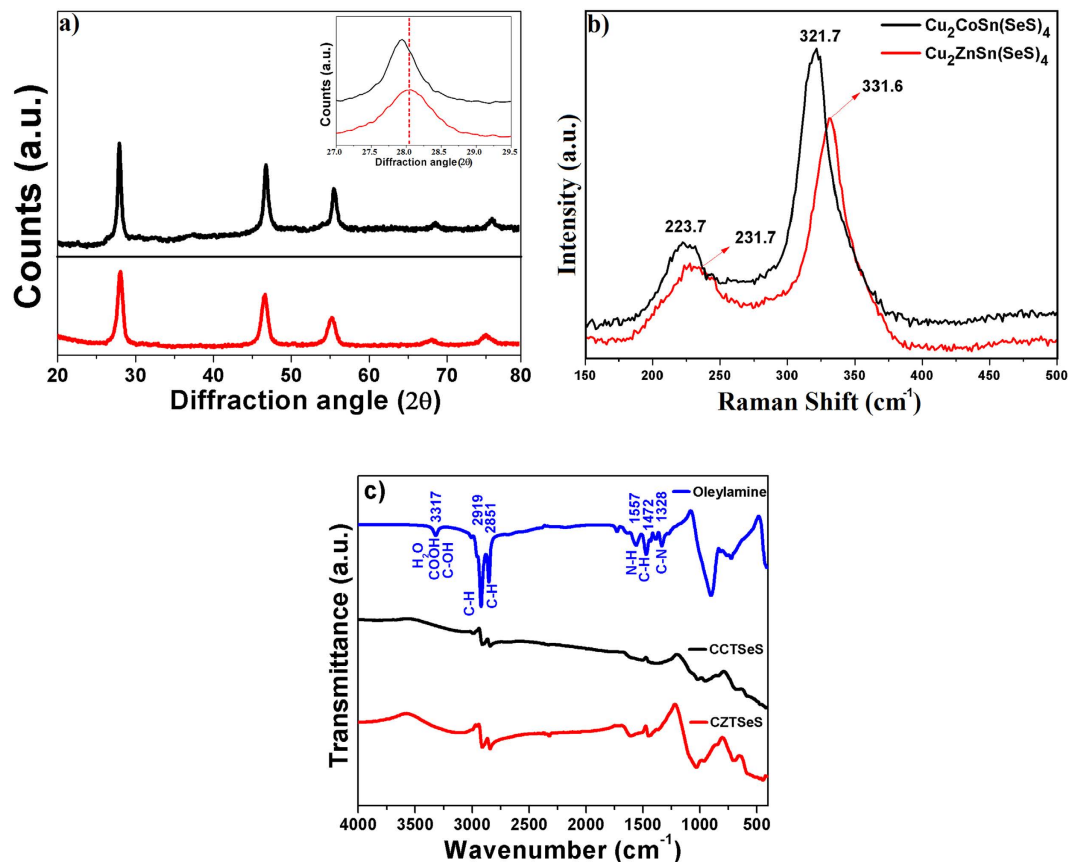 a)
Counts (a.u.)
Counts (a.u.)
27.0 27.5 28.0 28.5 29.0 29.5
Diffraction angle(2θ)
20 30 40 50 60 70 80
Diffraction angle (2θ)
b)
Cu₂CoSn(SeS)₄
Cu₂ZnSn(SeS)₄
321.7
331.6
223.7
231.7
Intensity (a.u.)
150 200 250 300 350 400 450 500
Raman Shift (cm⁻¹)
c)
Oleylamine
3317
2919
2851
1557
1472
1328
H₂O
COOH
C-OH
C-H
C-H
N-H
C-H
C-N
CCTSeS
CZTSeS
Transmittance (a.u.)
4000 3500 3000 2500 2000 1500 1000 500
Wavenumber (cm⁻¹)